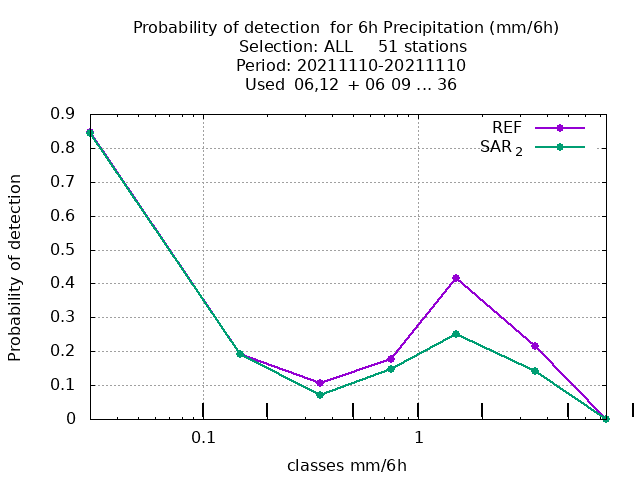 Probability of detection  for 6h Precipitation (mm/6h)
Selection: ALL     51 stations
Period: 20211110-20211110
Used  06,12  + 06 09 ... 36
0.9
0.8
0.7
0.6
0.5
0.4
0.3
0.2
0.1
0
Probability of detection
REF
SAR 2
0.1
1
classes mm/6h